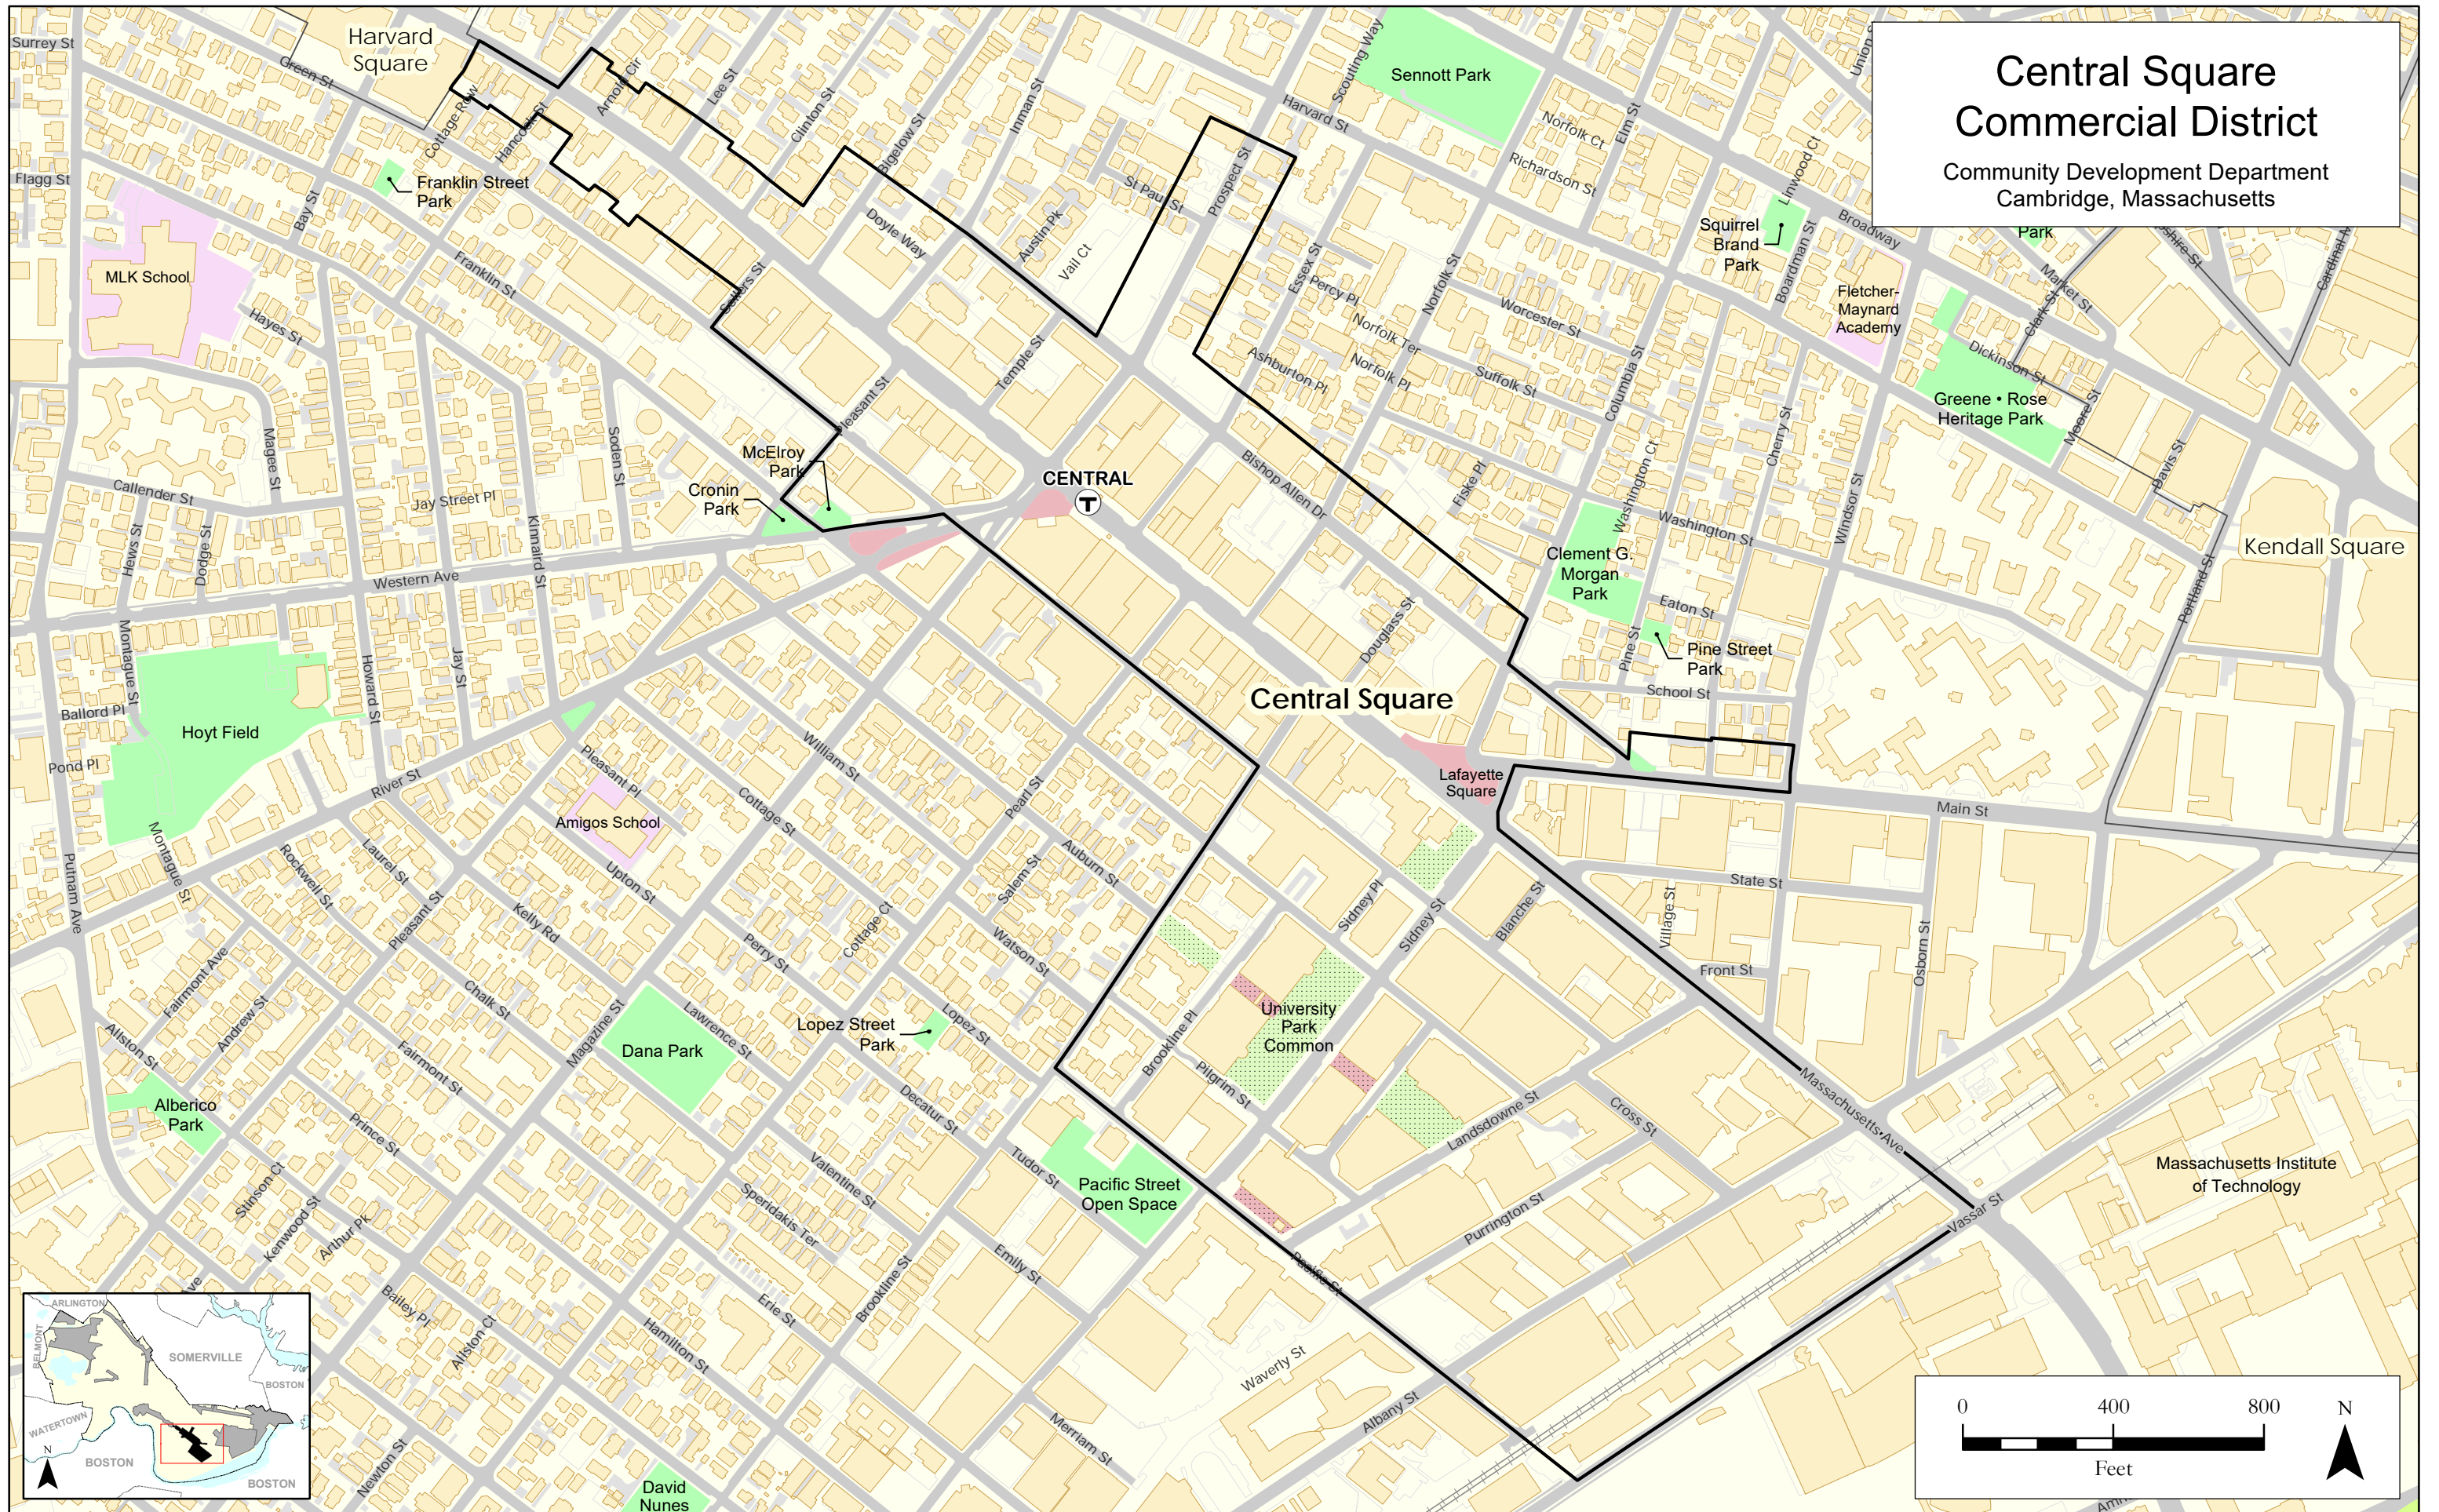 Central Square
Commercial District
Community Development Department
Cambridge, Massachusetts
Surrey St
Green St
Harvard
Square
Cottage Row
Hancock St
Arnold Cir
Lee St
Clinton St
Bigelow St
Inman St
Doyle Way
Austin Pk
Vail Ct
St Paul St
Prospect St
Harvard St
Scouting Way
Sennott Park
Norfolk Ct
Richardson St
Elm St
Linwood Ct
Squirrel
Brand
Park
Boardman St
Broadway
Fletcher-
Maynard
Academy
Park
Market St
Clark St
Dickinson St
Greene • Rose
Heritage Park
Moore St
Davis St
Kendall Square
Portland St
Flagg St
Bay St
Franklin Street
Park
MLK School
Hayes St
Franklin St
Sellers St
Essex St
Percy Pl
Norfolk Ter
Norfolk Pl
Ashburton Pl
Norfolk St
Worcester St
Suffolk St
Columbia St
Washington Ct
Cherry St
Windsor St
Washington St
Fiske Pl
Bishop Allen Dr
Temple St
Pleasant St
McElroy
Park
Cronin
Park
CENTRAL
T
Magee St
Soden St
Callender St
Jay Street Pl
Hews St
Dodge St
Kinnaird St
Western Ave
Clement G.
Morgan
Park
Eaton St
Pine St
Pine Street
Park
School St
Douglass St
Central Square
Lafayette
Square
Main St
Montague St
Ballord Pl
Hoyt Field
Pond Pl
Howard St
Jay St
River St
Pleasant Pl
Amigos School
Upton St
William St
Cottage St
Pearl St
Auburn St
Salem St
Watson St
Cottage Ct
Perry St
Kelly Rd
Laurel St
Rockwell St
Montague St
Putnam Ave
Pleasant St
Fairmont Ave
Andrew St
Allston St
Alberico
Park
Chalk St
Fairmont St
Prince St
Magazine St
Dana Park
Lawrence St
Lopez Street
Park
Lopez St
Decatur St
Tudor St
Pacific Street
Open Space
Valentine St
Speridakis Ter
Emily St
Brookline St
Erie St
Hamilton St
Stinson Ct
Kenwood St
Arthur Pk
Bailey Pl
Allston Ct
Newton St
David
Nunes
Merriam St
Sidney Pl
Sidney St
Blanche St
Village St
State St
Front St
Osborn St
University
Park
Common
Brookline Pl
Pilgrim St
Landsdowne St
Cross St
Purrington St
Pacific St
Waverly St
Albany St
Massachusetts Ave
Vassar St
Massachusetts Institute
of Technology
ARLINGTON
BELMONT
SOMERVILLE
BOSTON
WATERTOWN
N
BOSTON
BOSTON
0 400 800
Feet
N